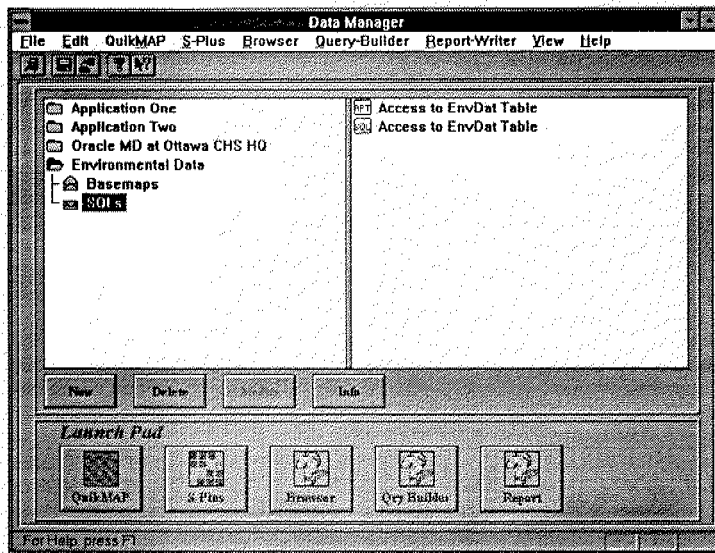 Data Manager
File Edit QuikMAP S-Plus Browser Query-Builder Report-Writer View Help
Application One
Application Two
Oracle MD at Ottawa CHS HQ
Environmental Data
Basemaps
SQLs
RPT Access to EnvDat Table
SQL Access to EnvDat Table
New Delete Info
Launch Pad
QuikMAP S-Plus Browser Qry Builder Report
For Help, press F1